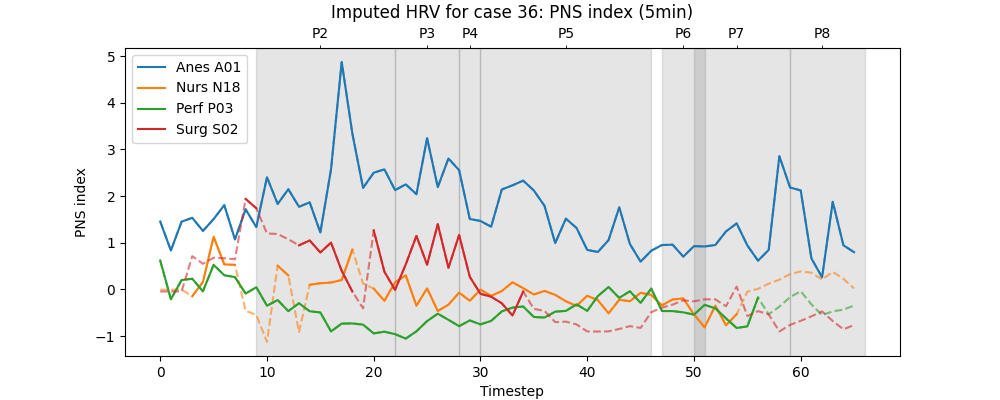 Imputed HRV for case 36: PNS index (5min)
P2 P3 P4 P5 P6 P7 P8
Anes A01
Nurs N18
Perf P03
Surg S02
PNS index
5
4
3
2
1
0
−1
0 10 20 30 40 50 60
Timestep